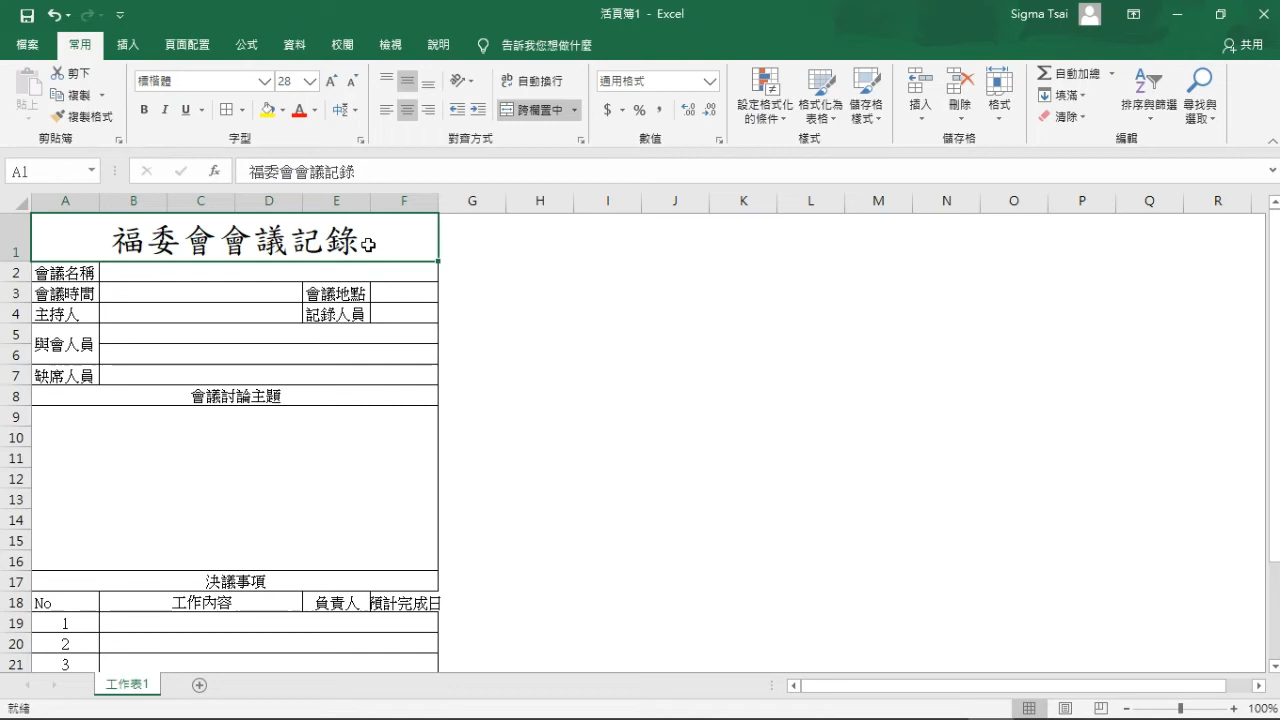 活頁簿1 - Excel
Sigma Tsai
檔案 常用 插入 頁面配置 公式 資料 校閱 檢視 說明 告訴我您想做什麼 共用
貼上
剪下
複製
複製格式
剪貼簿
標楷體 28
B I U A 中
字型
ab 自動換行
跨欄置中
對齊方式
通用格式
$ % ,
數值
設定格式化的條件
格式化為表格
儲存格樣式
樣式
插入 刪除 格式
儲存格
自動加總
填滿
清除
排序與篩選
尋找與選取
編輯
A1 fx 福委會會議記錄
A B C D E F G H I J K L M N O P Q R
1 福委會會議記錄
2 會議名稱
3 會議時間 會議地點
4 主持人 記錄人員
5
與會人員
6
7 缺席人員
8 會議討論主題
9
10
11
12
13
14
15
16
17 決議事項
18 No 工作內容 負責人 預計完成日
19 1
20 2
21 3
工作表1
就緒 100%